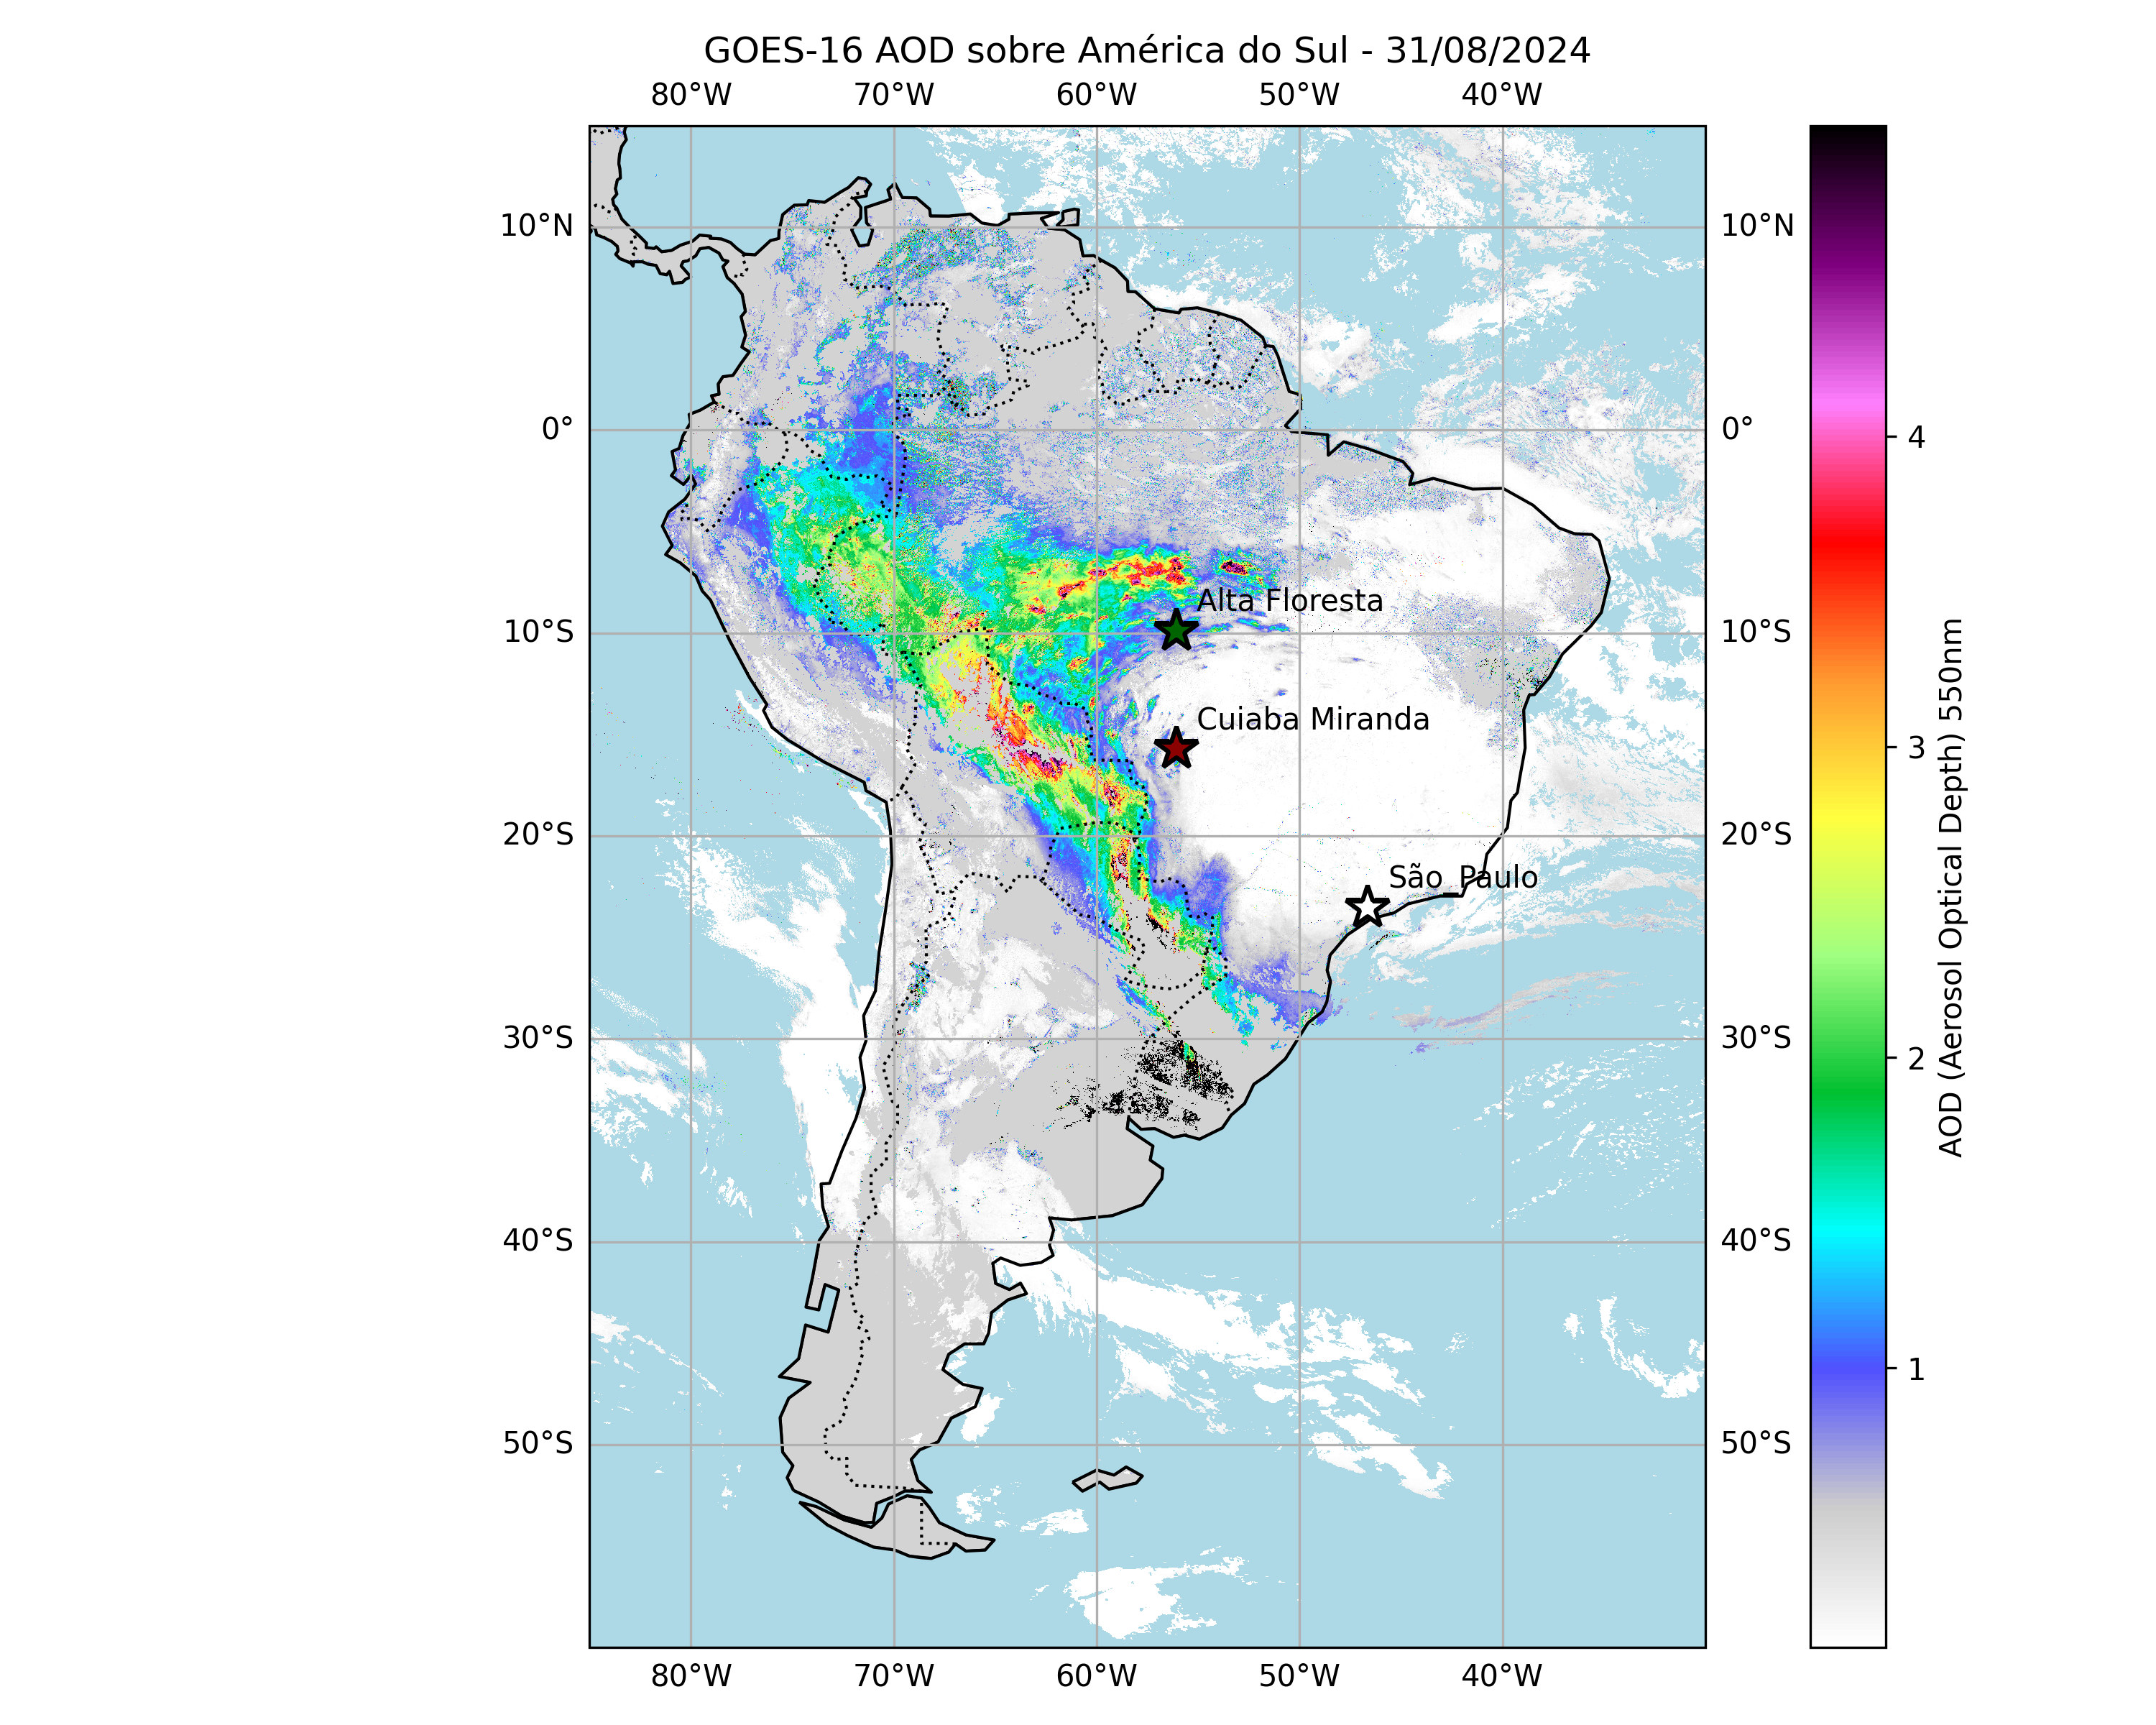 GOES-16 AOD sobre América do Sul - 31/08/2024
80°W 70°W 60°W 50°W 40°W
10°N 10°N
0° 0°
Alta Floresta
10°S 10°S
Cuiaba Miranda
20°S 20°S
São Paulo
30°S 30°S
40°S 40°S
50°S 50°S
80°W 70°W 60°W 50°W 40°W
4
3
2
1
AOD (Aerosol Optical Depth) 550nm